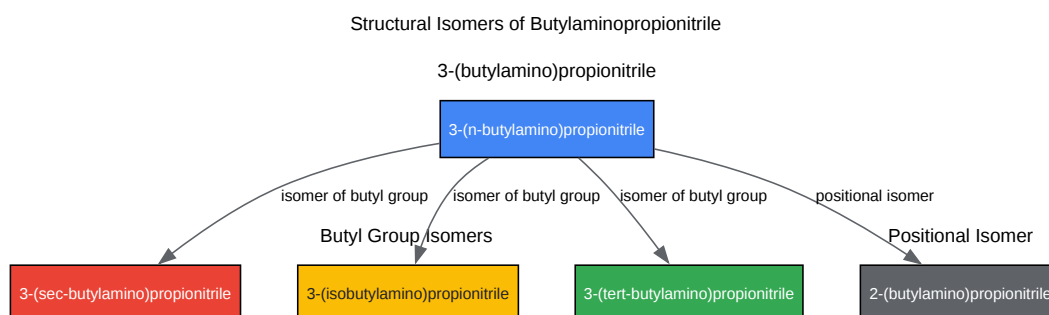 Structural Isomers of Butylaminopropionitrile
3-(butylamino)propionitrile
3-(n-butylamino)propionitrile
isomer of butyl group
isomer of butyl group
isomer of butyl group
positional isomer
Butyl Group Isomers
Positional Isomer
3-(sec-butylamino)propionitrile
3-(isobutylamino)propionitrile
3-(tert-butylamino)propionitrile
2-(butylamino)propionitrile